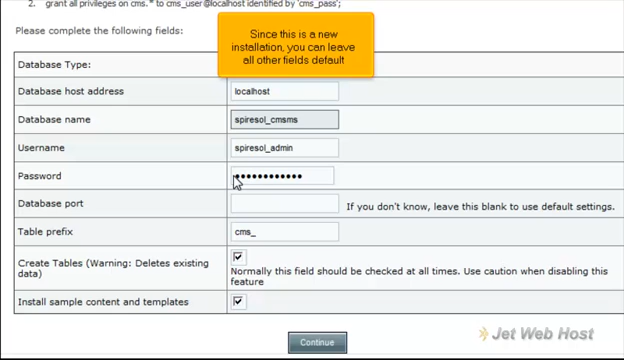 2. grant all privileges on cms.* to cms_user@localhost identified by 'cms_pass';
Please complete the following fields:
Since this is a new
installation, you can leave
all other fields default
Database Type:
Database host address localhost
Database name spiresol_cmsms
Username spiresol_admin
Password ••••••••••••
Database port If you don't know, leave this blank to use default settings.
Table prefix cms_
Create Tables (Warning: Deletes existing
data)
Normally this field should be checked at all times. Use caution when disabling this
feature
Install sample content and templates
Continue
Jet Web Host